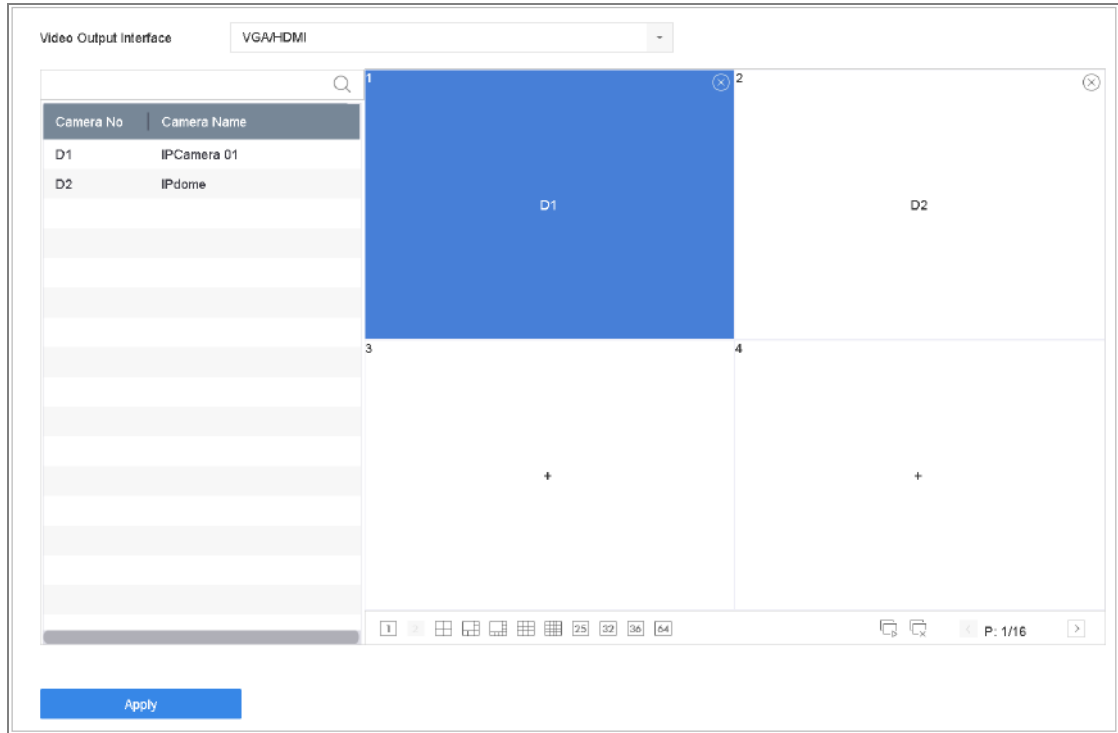 Video Output Interface VGA/HDMI
1 2
Camera No Camera Name
D1 IPCamera 01
D2 IPdome
D1 D2
3 4
+ +
1 2 25 32 36 64 P: 1/16
Apply